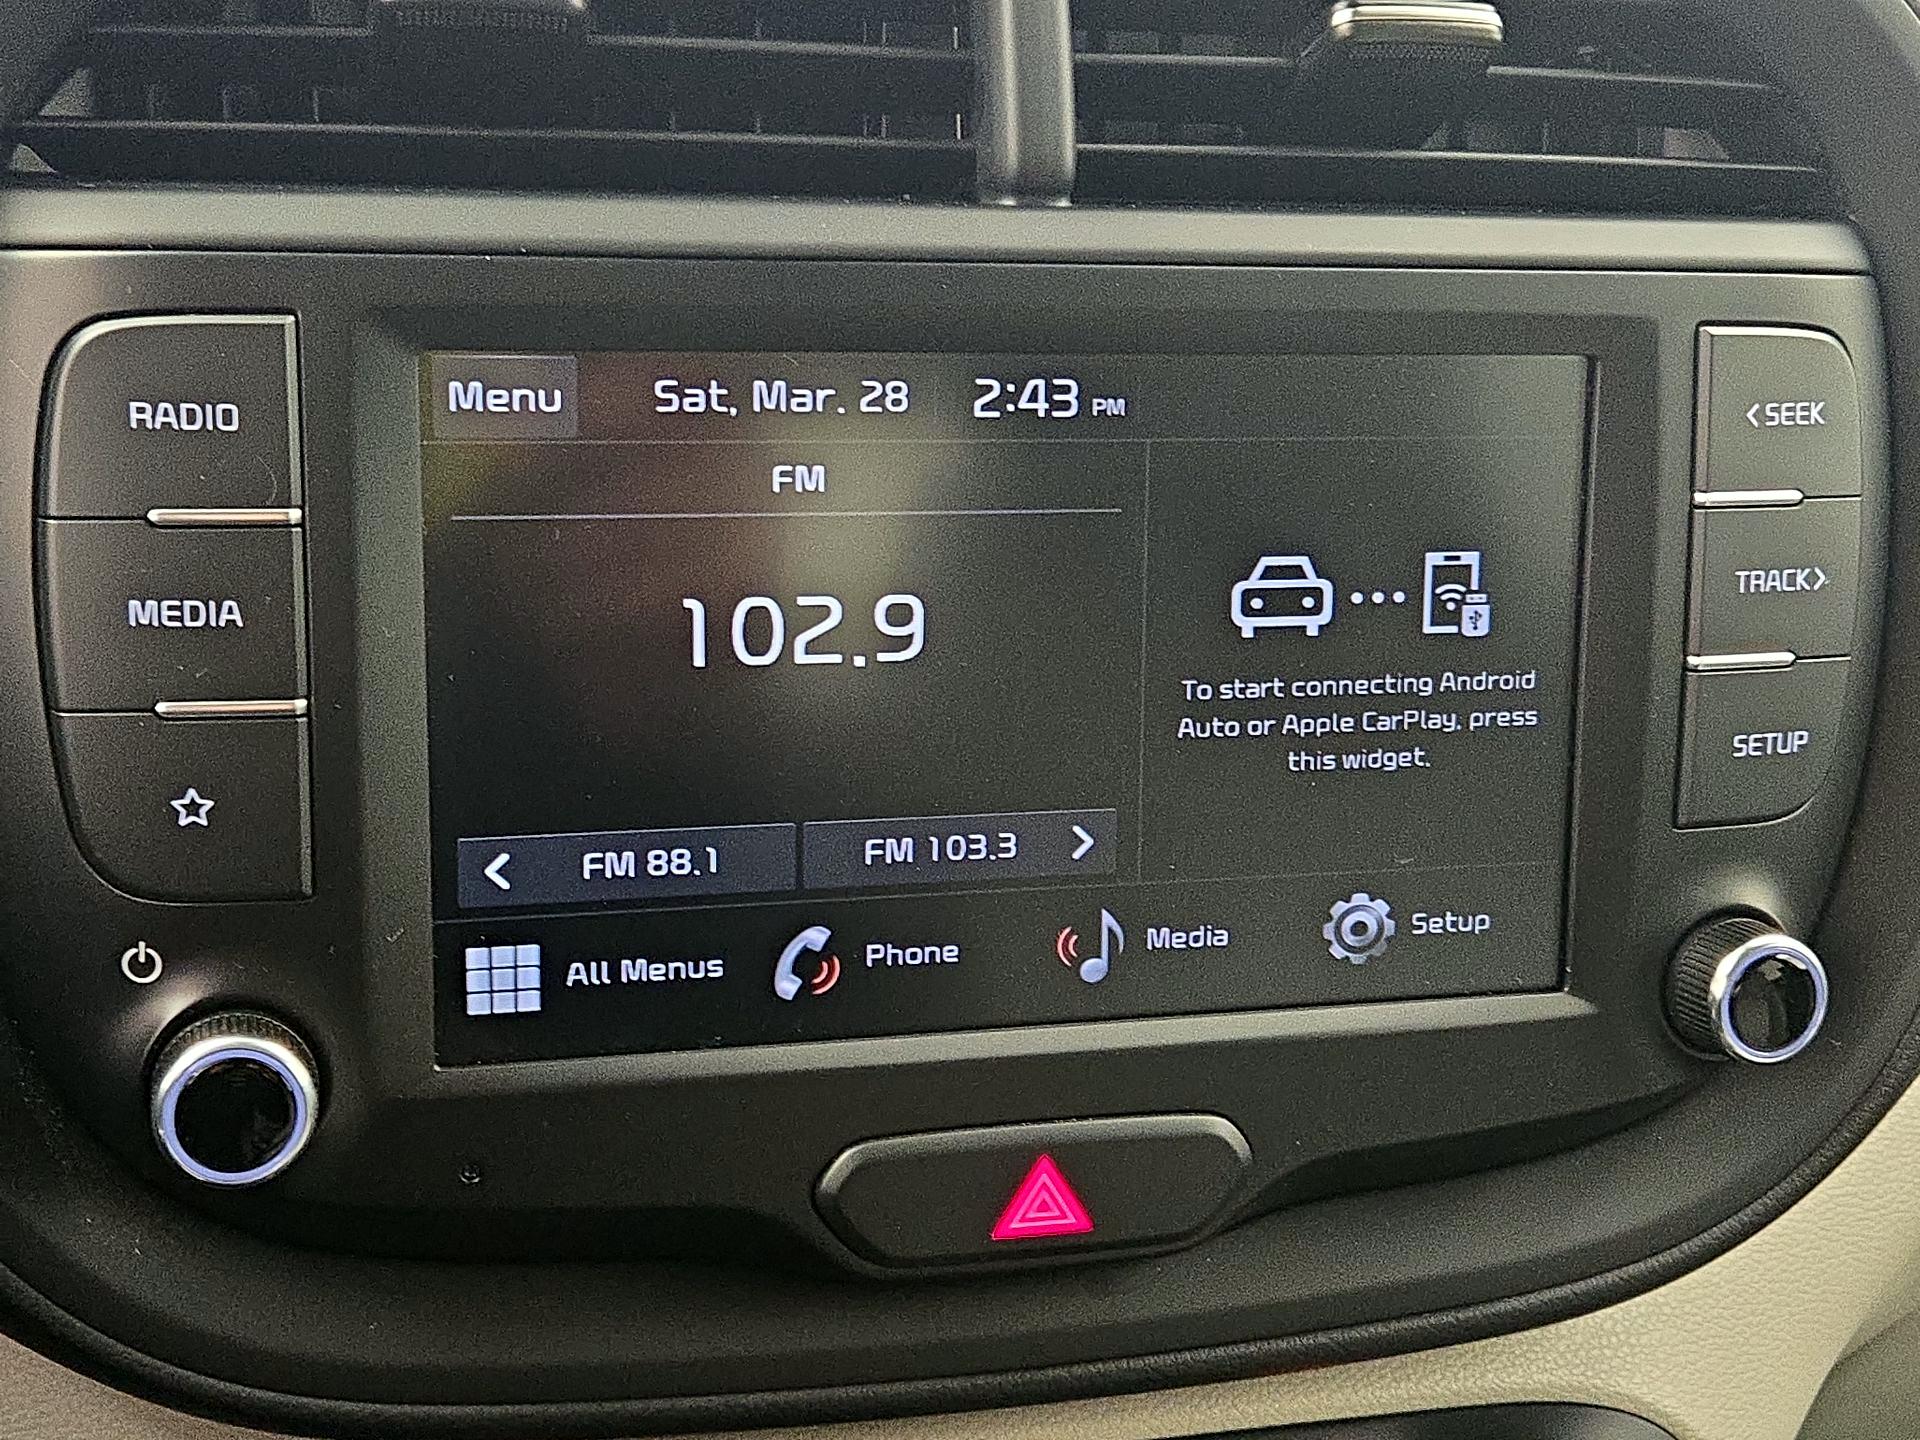 RADIO
MEDIA
Menu Sat, Mar. 28 2:43 PM
FM
102.9
FM 88.1 FM 103.3
To start connecting Android
Auto or Apple CarPlay, press
this widget.
All Menus Phone Media Setup
<SEEK
TRACK>
SETUP